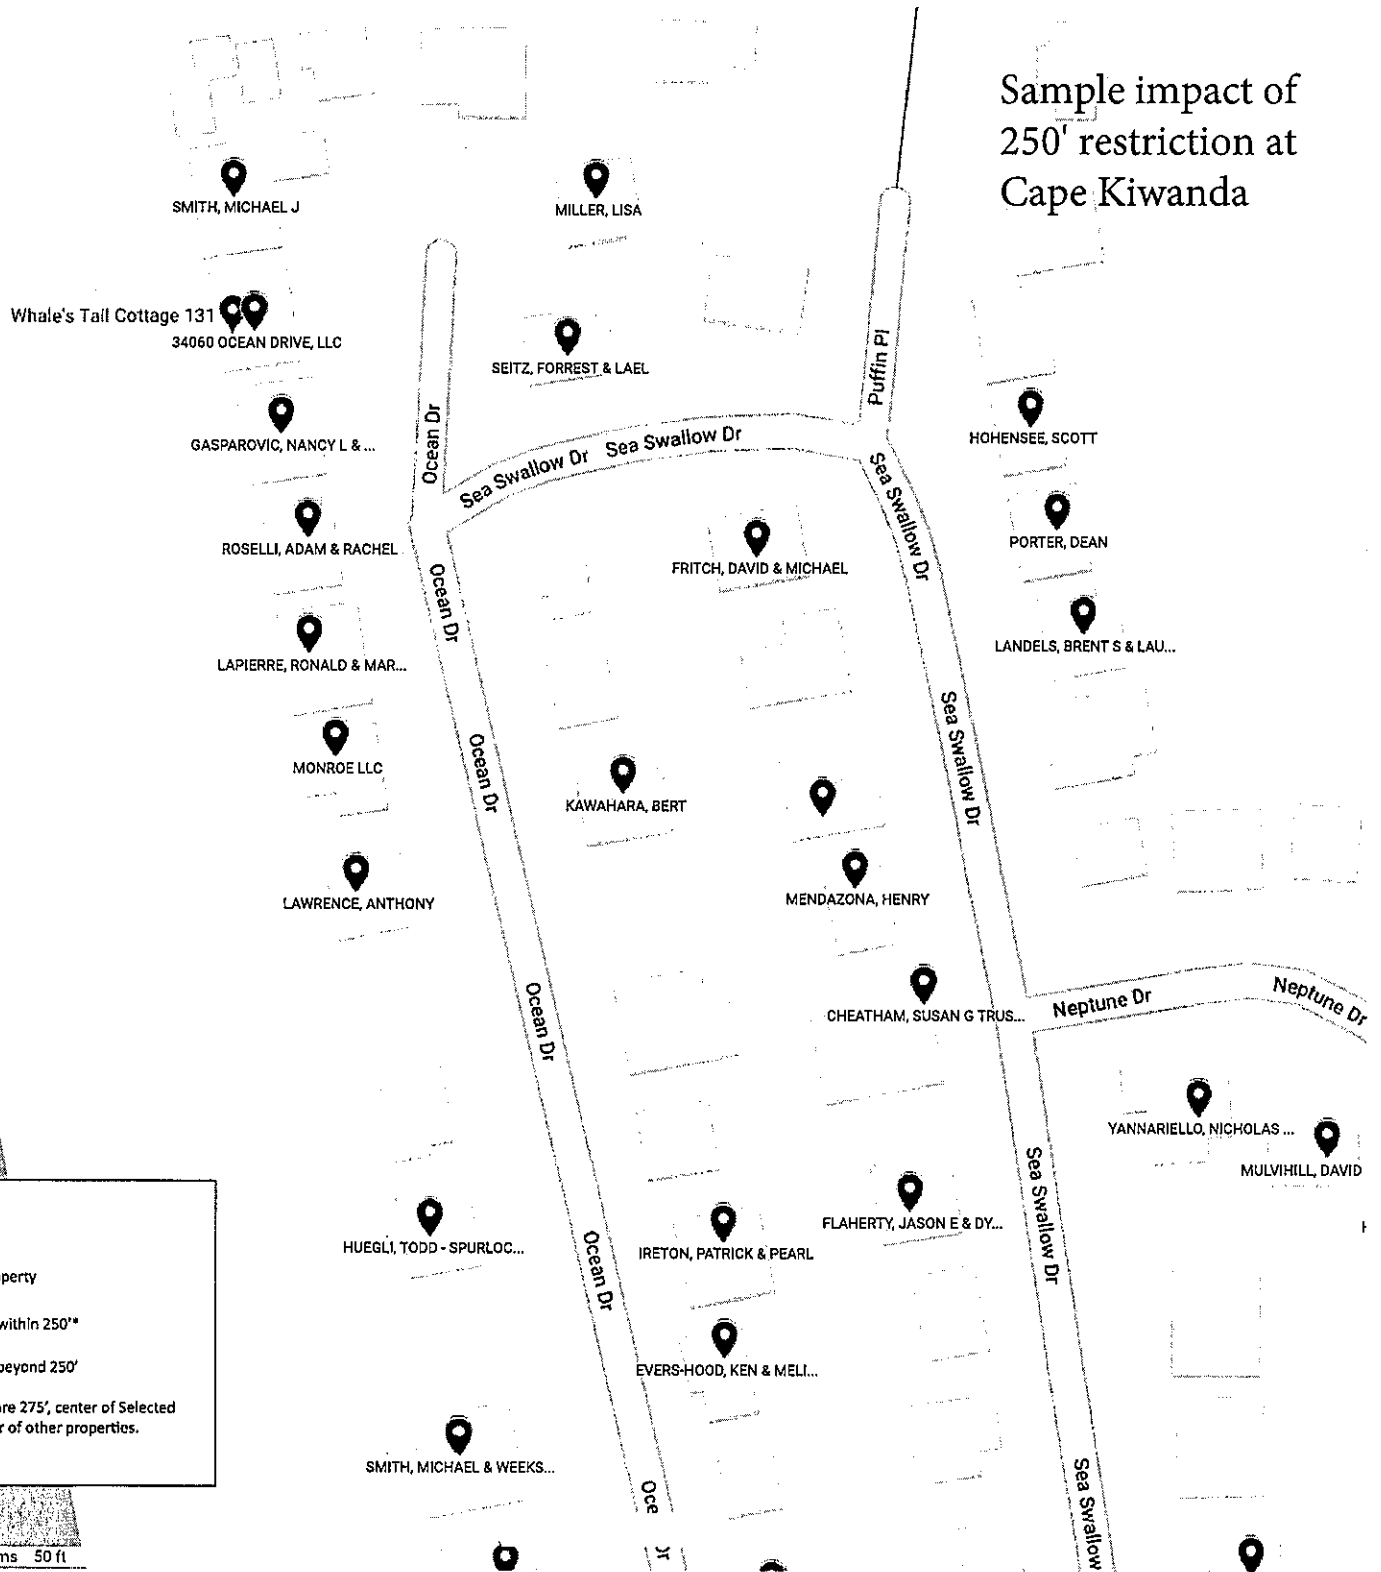 Sample impact of
250' restriction at
Cape Kiwanda
SMITH, MICHAEL J
MILLER, LISA
Whale's Tail Cottage 131
34060 OCEAN DRIVE, LLC
SEITZ, FORREST & LAEL
Puffin Pl
Ocean Dr
GASPAROVIC, NANCY L & ...
Sea Swallow Dr
Sea Swallow Dr
HOHENSEE, SCOTT
Sea Swallow Dr
ROSELLI, ADAM & RACHEL
FRITCH, DAVID & MICHAEL
PORTER, DEAN
Ocean Dr
LAPIERRE, RONALD & MAR...
LANDELS, BRENT S & LAU...
Ocean Dr
Sea Swallow Dr
MONROE LLC
KAWAHARA, BERT
LAWRENCE, ANTHONY
MENDAZONA, HENRY
Ocean Dr
CHEATHAM, SUSAN G TRUS...
Neptune Dr
Neptune Dr
YANNARIELLO, NICHOLAS ...
MULVIHILL, DAVID
Sea Swallow Dr
HUEGLI, TODD - SPURLOC...
Ocean Dr
IRETON, PATRICK & PEARL
FLAHERTY, JASON E & DY...
H
perty
within 250'*
beyond 250'
are 275', center of Selected
r of other properties.
EVERS-HOOD, KEN & MELI...
SMITH, MICHAEL & WEEKS...
Oce
Dr
Sea Swallow
ms 50 ft